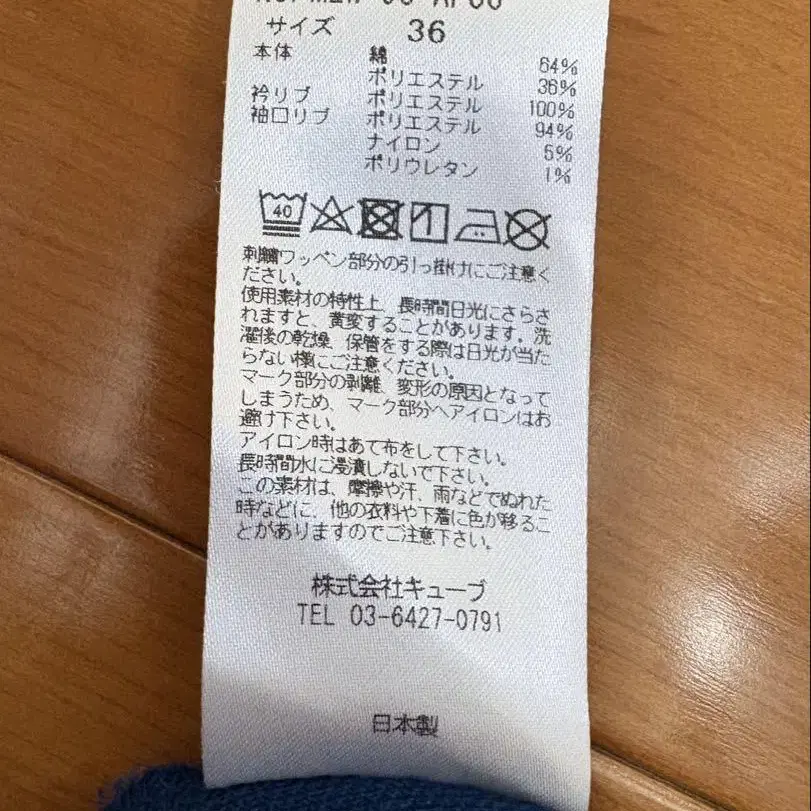 サイズ 36
本体 綿 64%
ポリエステル 36%
衿リブ ポリエステル 100%
袖口リブ ポリエステル 94%
ナイロン 5%
ポリウレタン 1%
40
刺繍ワッペン部分の引っ掛けにご注意く
ださい。
使用素材の特性上、長時間日光にさらさ
れますと、黄変することがあります。洗
濯後の乾燥、保管をする際は日光が当た
らない様にご注意ください。
マーク部分の剥離、変形の原因となって
しまうため、マーク部分へアイロンはお
避け下さい。
アイロン時はあて布をして下さい。
長時間水に浸漬しないで下さい。
この素材は、摩擦や汗、雨などでぬれた
時などに、他の衣料や下着に色が移るこ
とがありますのでご注意下さい。
株式会社キューブ
TEL 03-6427-0791
日本製